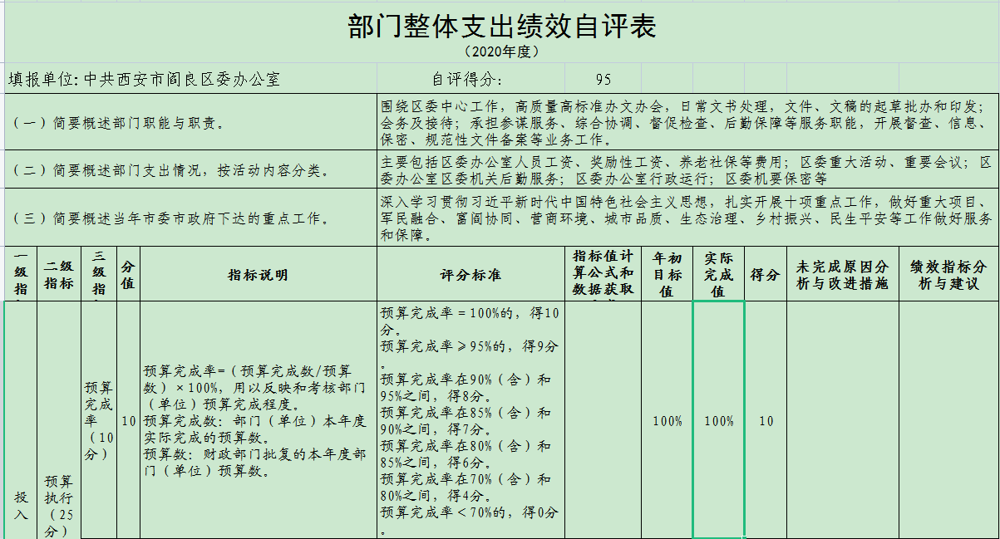 部门整体支出绩效自评表
（2020年度）
填报单位: 中共西安市阎良区委办公室
自评得分：
95
（一）简要概述部门职能与职责。
围绕区委中心工作，高质量高标准办文办会，日常文书处理，文件、文稿的起草批办和印发；
会务及接待；承担参谋服务、综合协调、督促检查、后勤保障等服务职能，开展督查、信息、
保密、规范性文件备案等业务工作。
（二）简要概述部门支出情况，按活动内容分类。
主要包括区委办公室人员工资、奖励性工资、养老社保等费用；区委重大活动、重要会议；区
委办公室区委机关后勤服务；区委办公室行政运行；区委机要保密等
（三）简要概述当年市委市政府下达的重点工作。
深入学习贯彻习近平新时代中国特色社会主义思想，扎实开展十项重点工作，做好重大项目、
军民融合、富阎协同、营商环境、城市品质、生态治理、乡村振兴、民生平安等工作做好服务
和保障。
一
级
指
二级
指标
三
级
指
分
值
指标说明
评分标准
指标值计
算公式和
数据获取
年初
目标
值
实际
完成
值
得分
未完成原因分
析与改进措施
绩效指标分
析与建议
投
入
预算
执行
（25
分）
预算
完成
率
（10
分）
10
预算完成率=（预算完成数/预算
数）×100%，用以反映和考核部门
（单位）预算完成程度。
预算完成数：部门（单位）本年度
实际完成的预算数。
预算数：财政部门批复的本年度部
门（单位）预算数。
预算完成率＝100%的，得10
分。
预算完成率≥95%的，得9分
。
预算完成率在90%（含）和
95%之间，得8分。
预算完成率在85%（含）和
90%之间，得7分。
预算完成率在80%（含）和
85%之间，得6分。
预算完成率在70%（含）和
80%之间，得4分。
预算完成率＜70%的，得0分
。
100%
100%
10